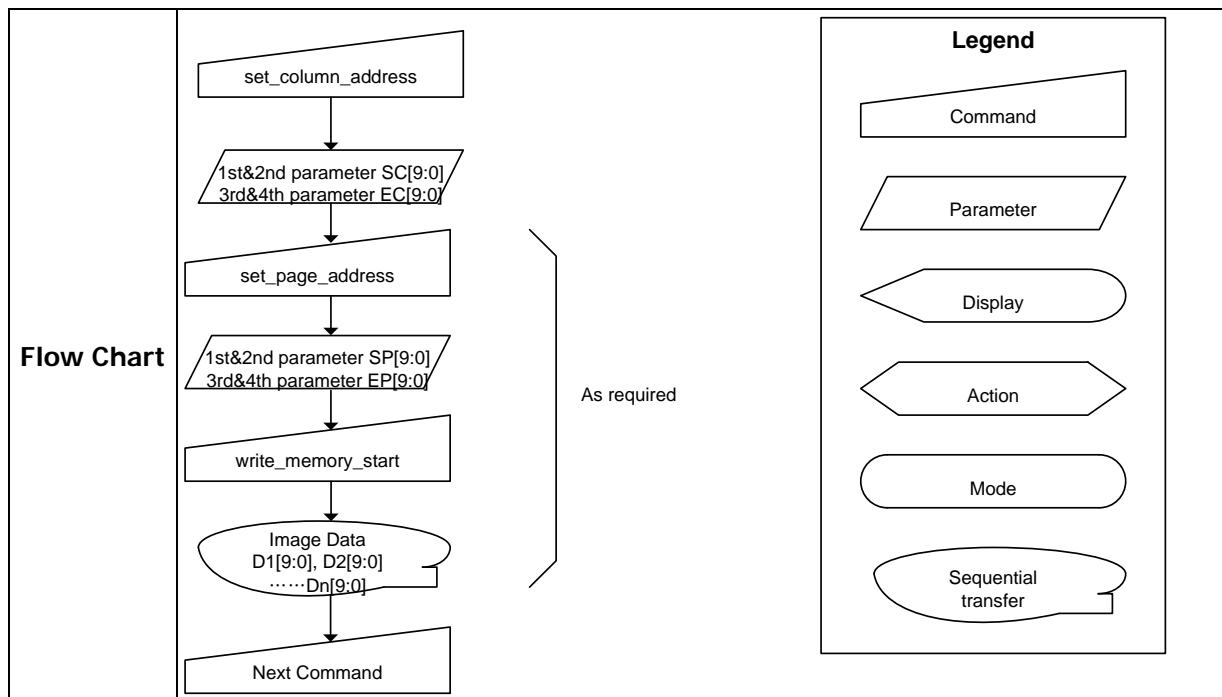 Flow Chart
set_column_address
1st&2nd parameter SC[9:0]
3rd&4th parameter EC[9:0]
set_page_address
1st&2nd parameter SP[9:0]
3rd&4th parameter EP[9:0]
write_memory_start
Image Data
D1[9:0], D2[9:0]
⋯⋯Dn[9:0]
Next Command
As required
Legend
Command
Parameter
Display
Action
Mode
Sequential
transfer